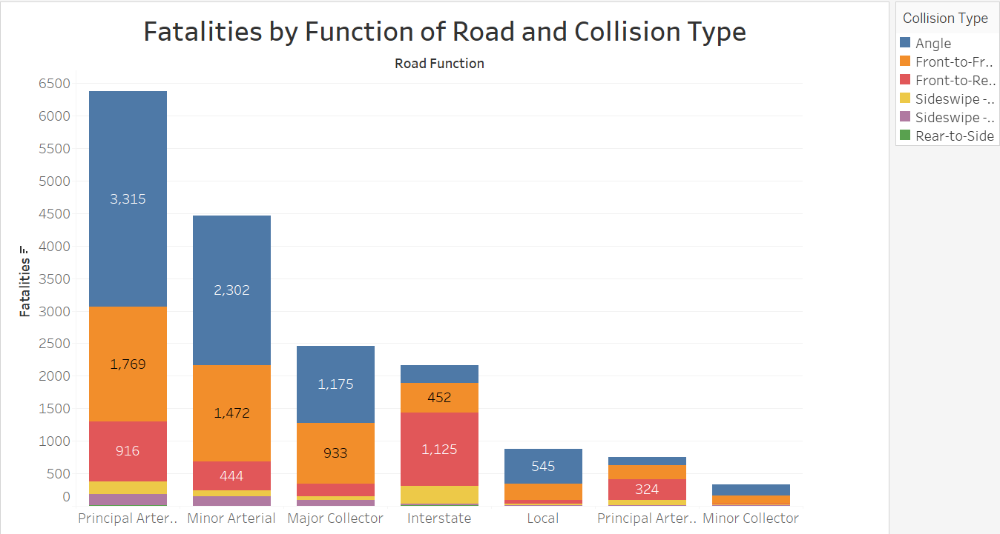 Fatalities by Function of Road and Collision Type
Road Function
Collision Type
Angle
Front-to-Fr..
Front-to-Re..
Sideswipe -..
Sideswipe -..
Rear-to-Side
Fatalities
6500
6000
5500
5000
4500
4000
3500
3000
2500
2000
1500
1000
500
0
3,315
1,769
916
2,302
1,472
444
1,175
933
452
1,125
545
324
Principal Arter..
Minor Arterial
Major Collector
Interstate
Local
Principal Arter..
Minor Collector